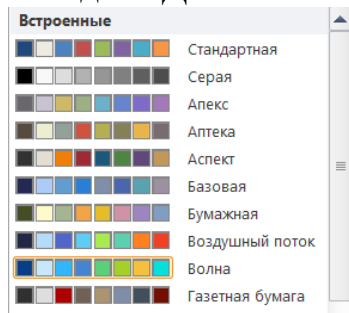 Встроенные
Стандартная
Серая
Апекс
Аптека
Аспект
Базовая
Бумажная
Воздушный поток
Волна
Газетная бумага